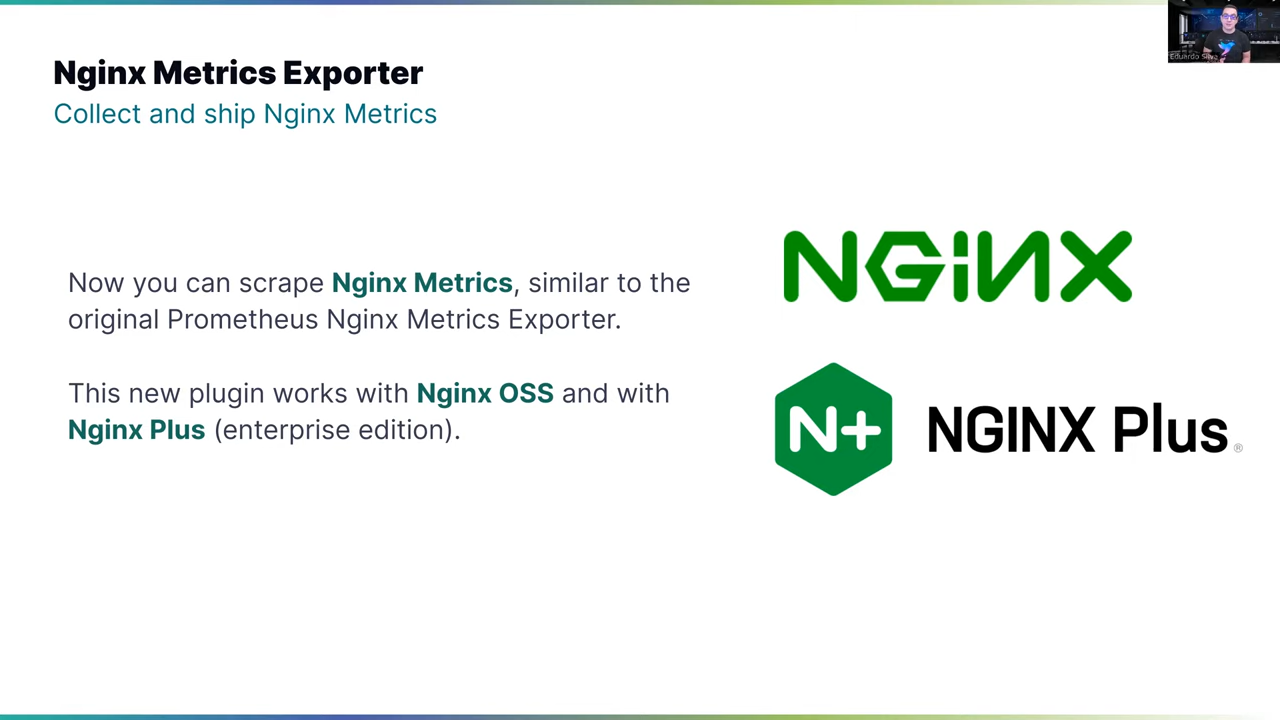 Nginx Metrics Exporter
Collect and ship Nginx Metrics
Eduardo Silva
Now you can scrape Nginx Metrics, similar to the
original Prometheus Nginx Metrics Exporter.
This new plugin works with Nginx OSS and with
Nginx Plus (enterprise edition).
NGiNX
N+ NGINX Plus®